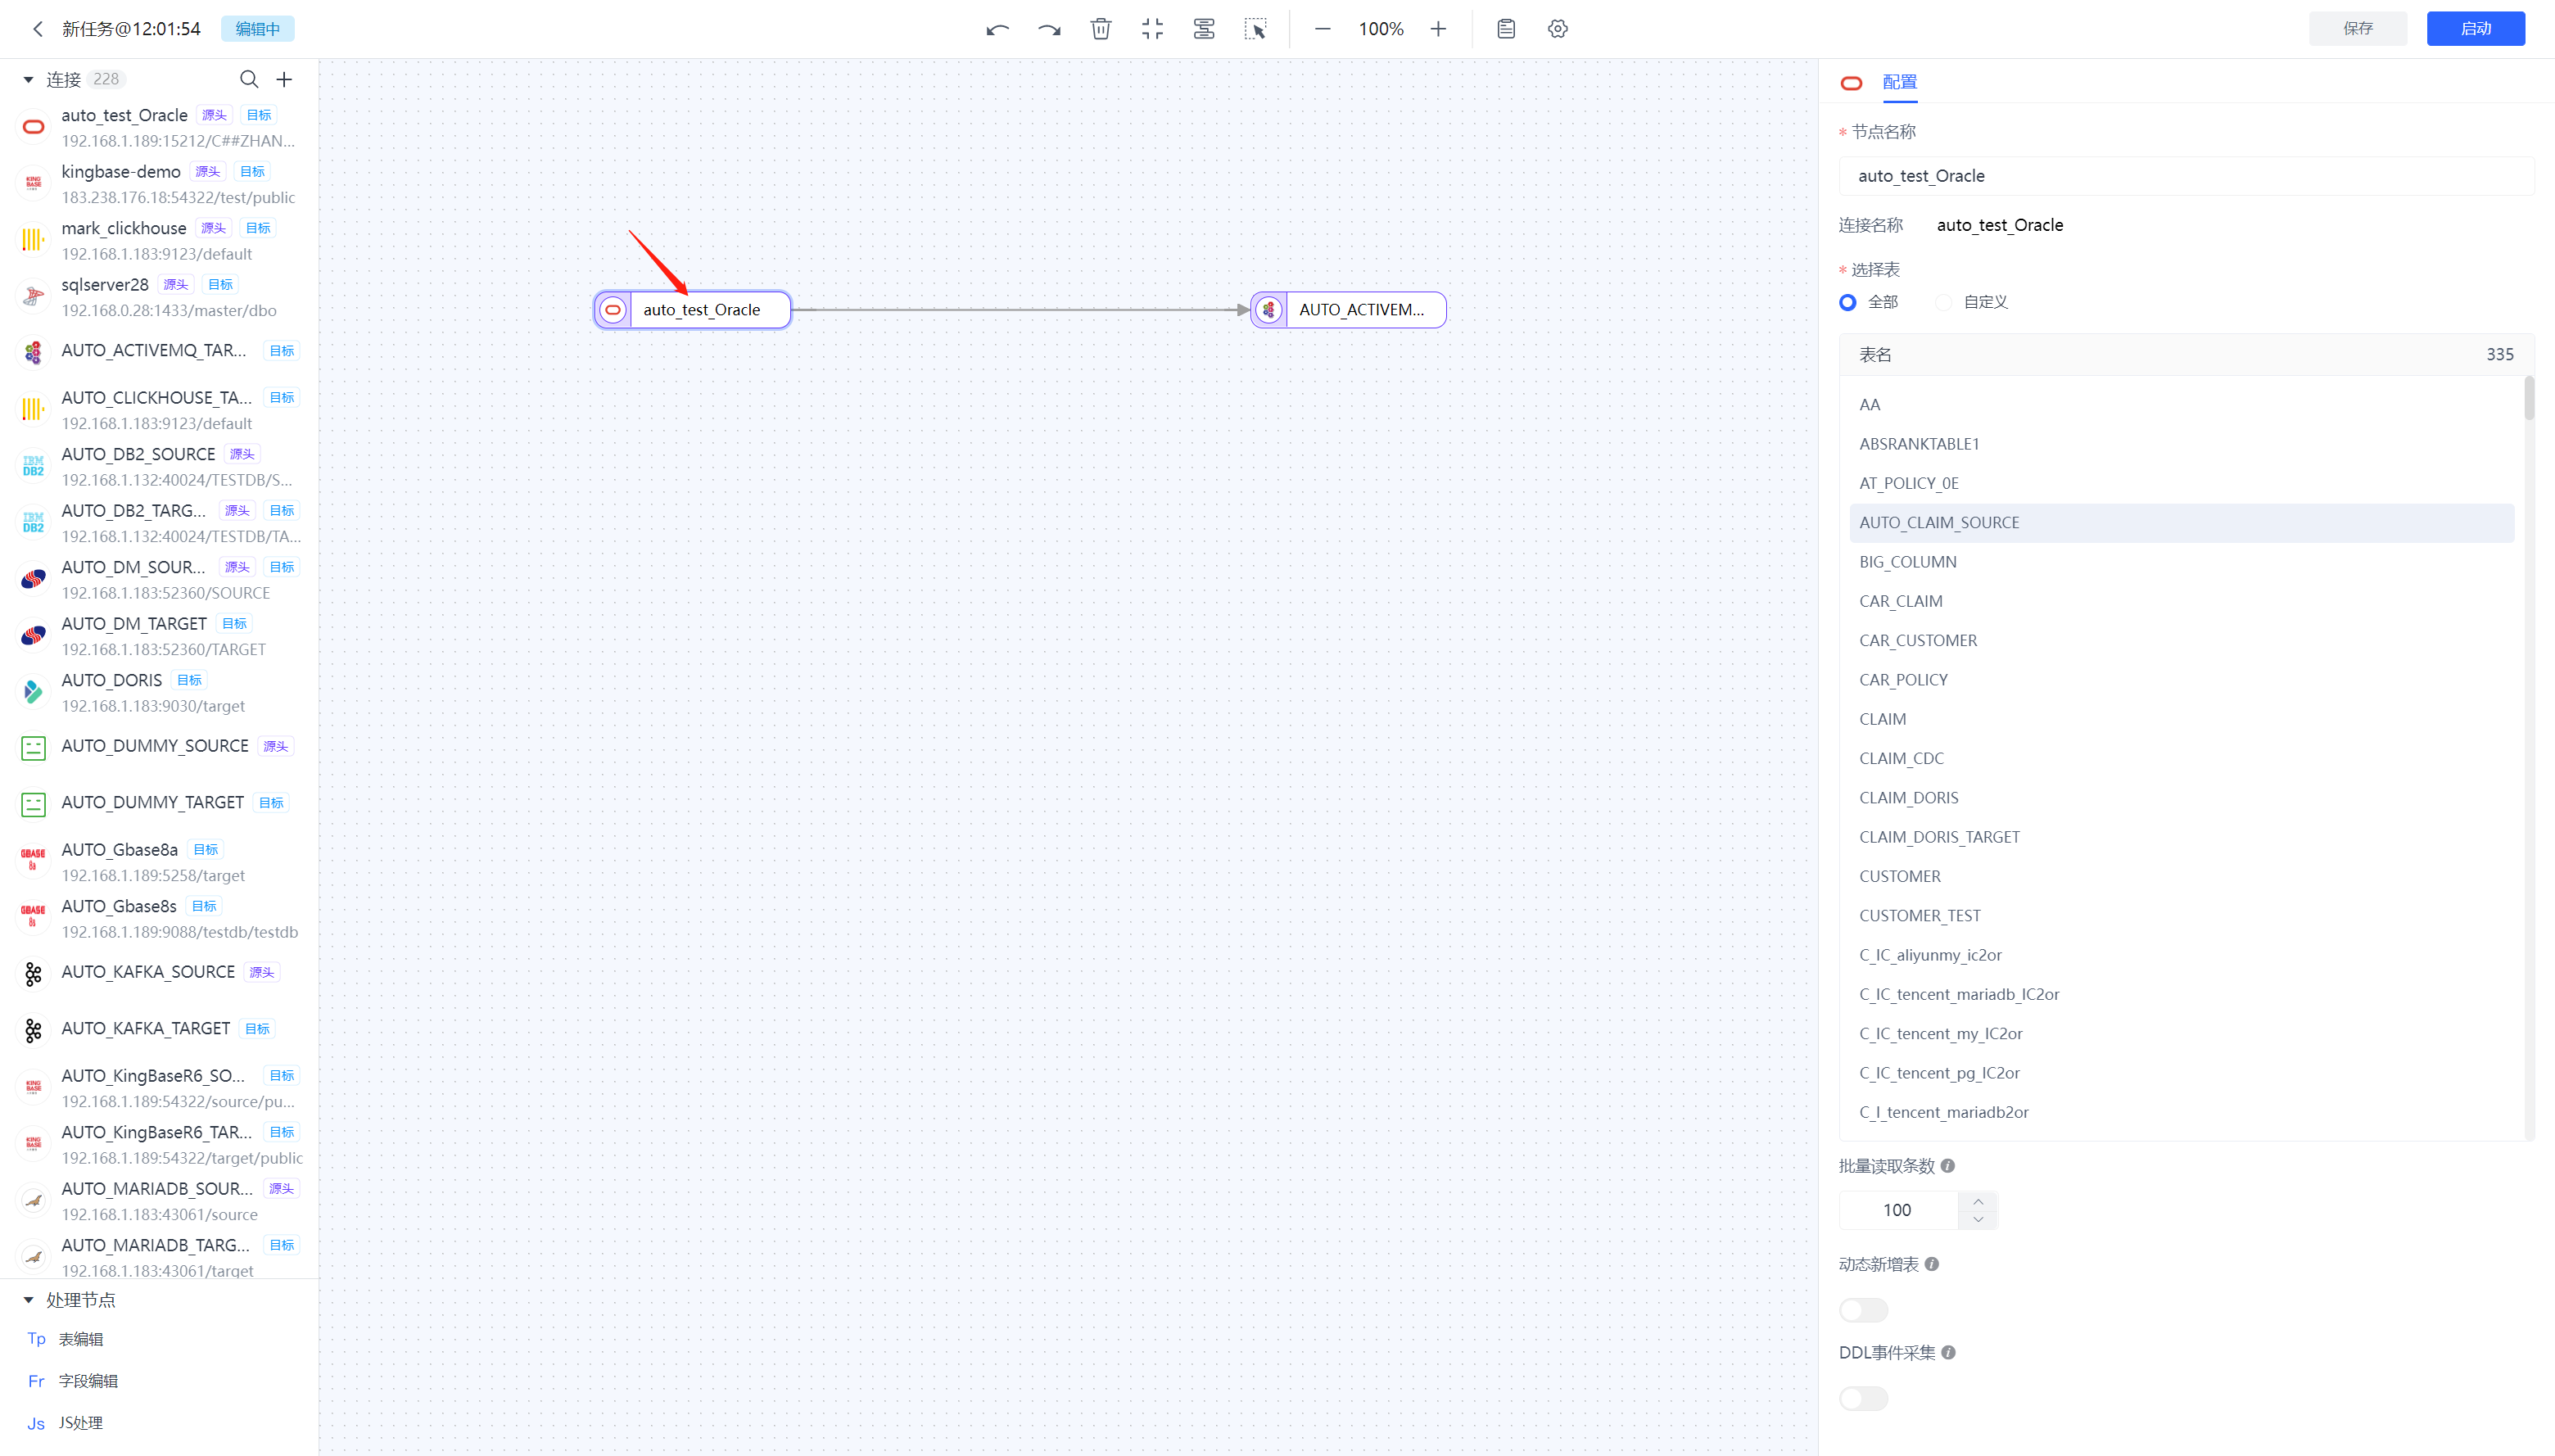 新任务@12:01:54 编辑中
100%
保存 启动
连接 228
auto_test_Oracle 源头 目标
192.168.1.189:15212/C##ZHAN...
kingbase-demo 源头 目标
183.238.176.18:54322/test/public
mark_clickhouse 源头 目标
192.168.1.183:9123/default
sqlserver28 源头 目标
192.168.0.28:1433/master/dbo
AUTO_ACTIVEMQ_TAR... 目标
AUTO_CLICKHOUSE_TA... 目标
192.168.1.183:9123/default
AUTO_DB2_SOURCE 源头
192.168.1.132:40024/TESTDB/S...
AUTO_DB2_TARG... 源头 目标
192.168.1.132:40024/TESTDB/TA...
AUTO_DM_SOUR... 源头 目标
192.168.1.183:52360/SOURCE
AUTO_DM_TARGET 目标
192.168.1.183:52360/TARGET
AUTO_DORIS 目标
192.168.1.183:9030/target
AUTO_DUMMY_SOURCE 源头
AUTO_DUMMY_TARGET 目标
AUTO_Gbase8a 目标
192.168.1.189:5258/target
AUTO_Gbase8s 目标
192.168.1.189:9088/testdb/testdb
AUTO_KAFKA_SOURCE 源头
AUTO_KAFKA_TARGET 目标
AUTO_KingBaseR6_SO... 目标
192.168.1.189:54322/source/pu...
AUTO_KingBaseR6_TAR... 目标
192.168.1.189:54322/target/public
AUTO_MARIADB_SOUR... 源头
192.168.1.183:43061/source
AUTO_MARIADB_TARG... 目标
192.168.1.183:43061/target
处理节点
Tp 表编辑
Fr 字段编辑
Js JS处理
auto_test_Oracle
AUTO_ACTIVEM...
配置
* 节点名称
auto_test_Oracle
连接名称 auto_test_Oracle
* 选择表
全部 自定义
表名 335
AA
ABSRANKTABLE1
AT_POLICY_0E
AUTO_CLAIM_SOURCE
BIG_COLUMN
CAR_CLAIM
CAR_CUSTOMER
CAR_POLICY
CLAIM
CLAIM_CDC
CLAIM_DORIS
CLAIM_DORIS_TARGET
CUSTOMER
CUSTOMER_TEST
C_IC_aliyunmy_ic2or
C_IC_tencent_mariadb_IC2or
C_IC_tencent_my_IC2or
C_IC_tencent_pg_IC2or
C_I_tencent_mariadb2or
批量读取条数
100
动态新增表
DDL事件采集